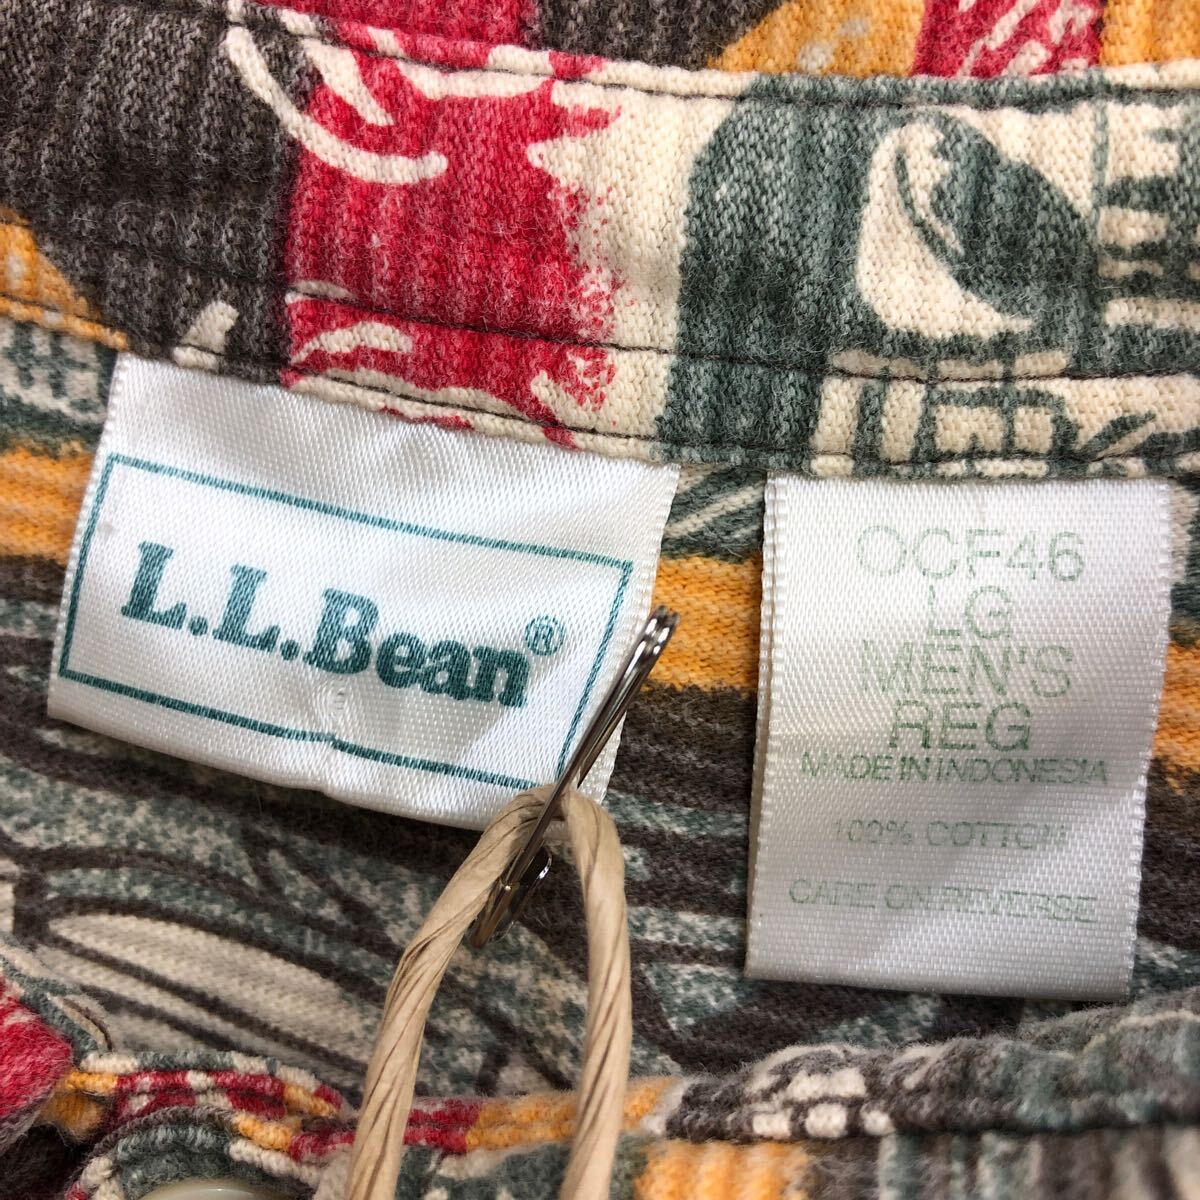 L.L.Bean®
OCF46
LG
MEN'S
REG
MADE IN INDONESIA
100% COTTON
CARE ON REVERSE